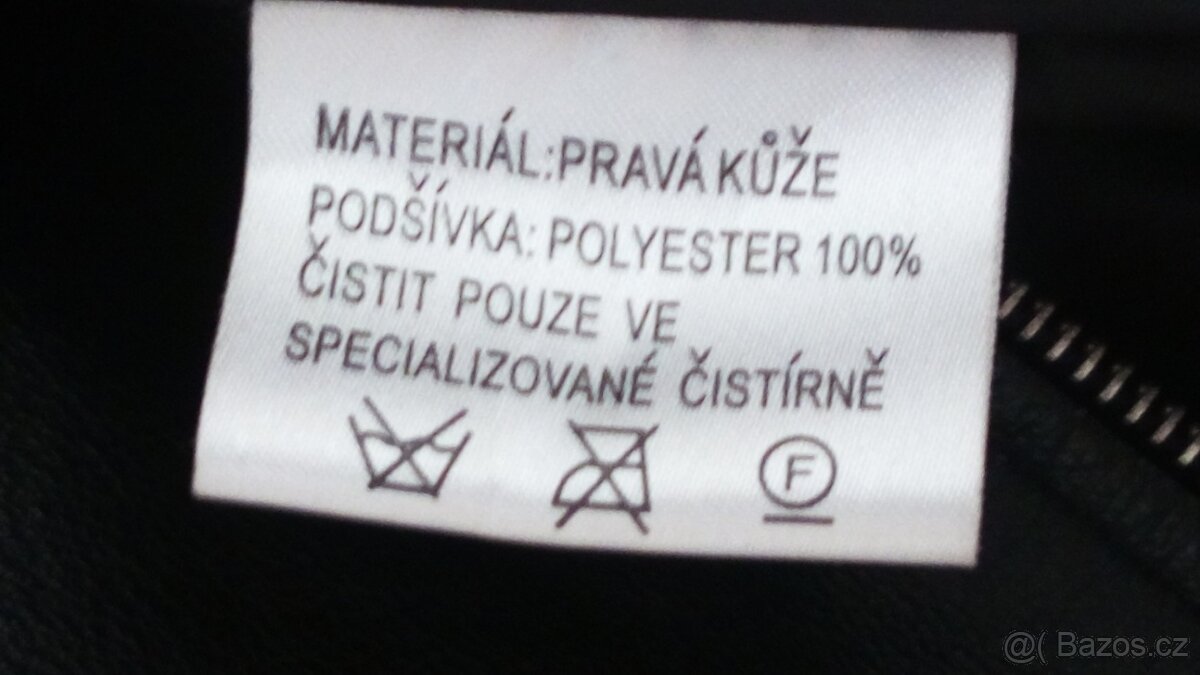 MATERIÁL:PRAVÁ KŮŽE
PODŠÍVKA: POLYESTER 100%
ČISTIT POUZE VE
SPECIALIZOVANÉ ČISTÍRNĚ
F
@( Bazos.cz